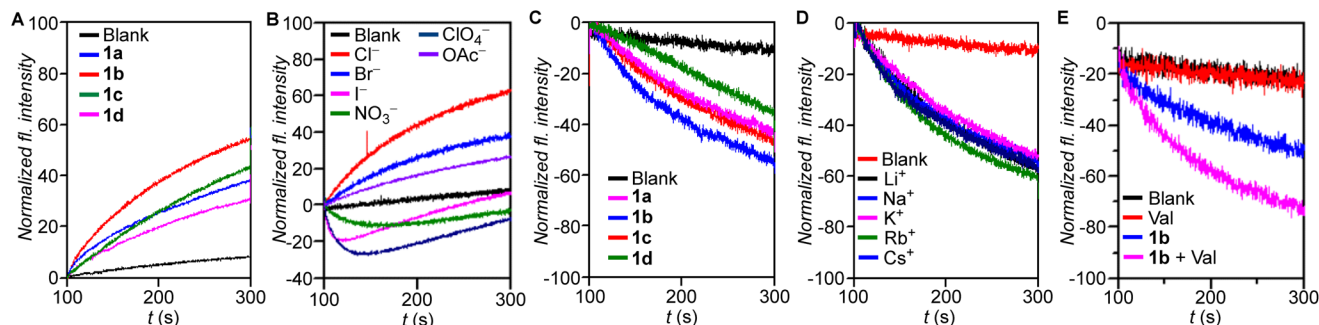 A
Normalized fl. intensity
100
80
60
40
20
0
100 200 300
t (s)
Blank
1a
1b
1c
1d
B
Normalized fl. intensity
100
80
60
40
20
0
-20
-40
100 200 300
t (s)
Blank
Cl⁻
Br⁻
I⁻
NO₃⁻
ClO₄⁻
OAc⁻
C
Normalized fl. intensity
0
-20
-40
-60
-80
-100
100 200 300
t (s)
Blank
1a
1b
1c
1d
D
Normalized fl. intensity
0
-20
-40
-60
-80
-100
100 200 300
t (s)
Blank
Li⁺
Na⁺
K⁺
Rb⁺
Cs⁺
E
Normalized fl. intensity
0
-20
-40
-60
-80
-100
100 200 300
t (s)
Blank
Val
1b
1b + Val